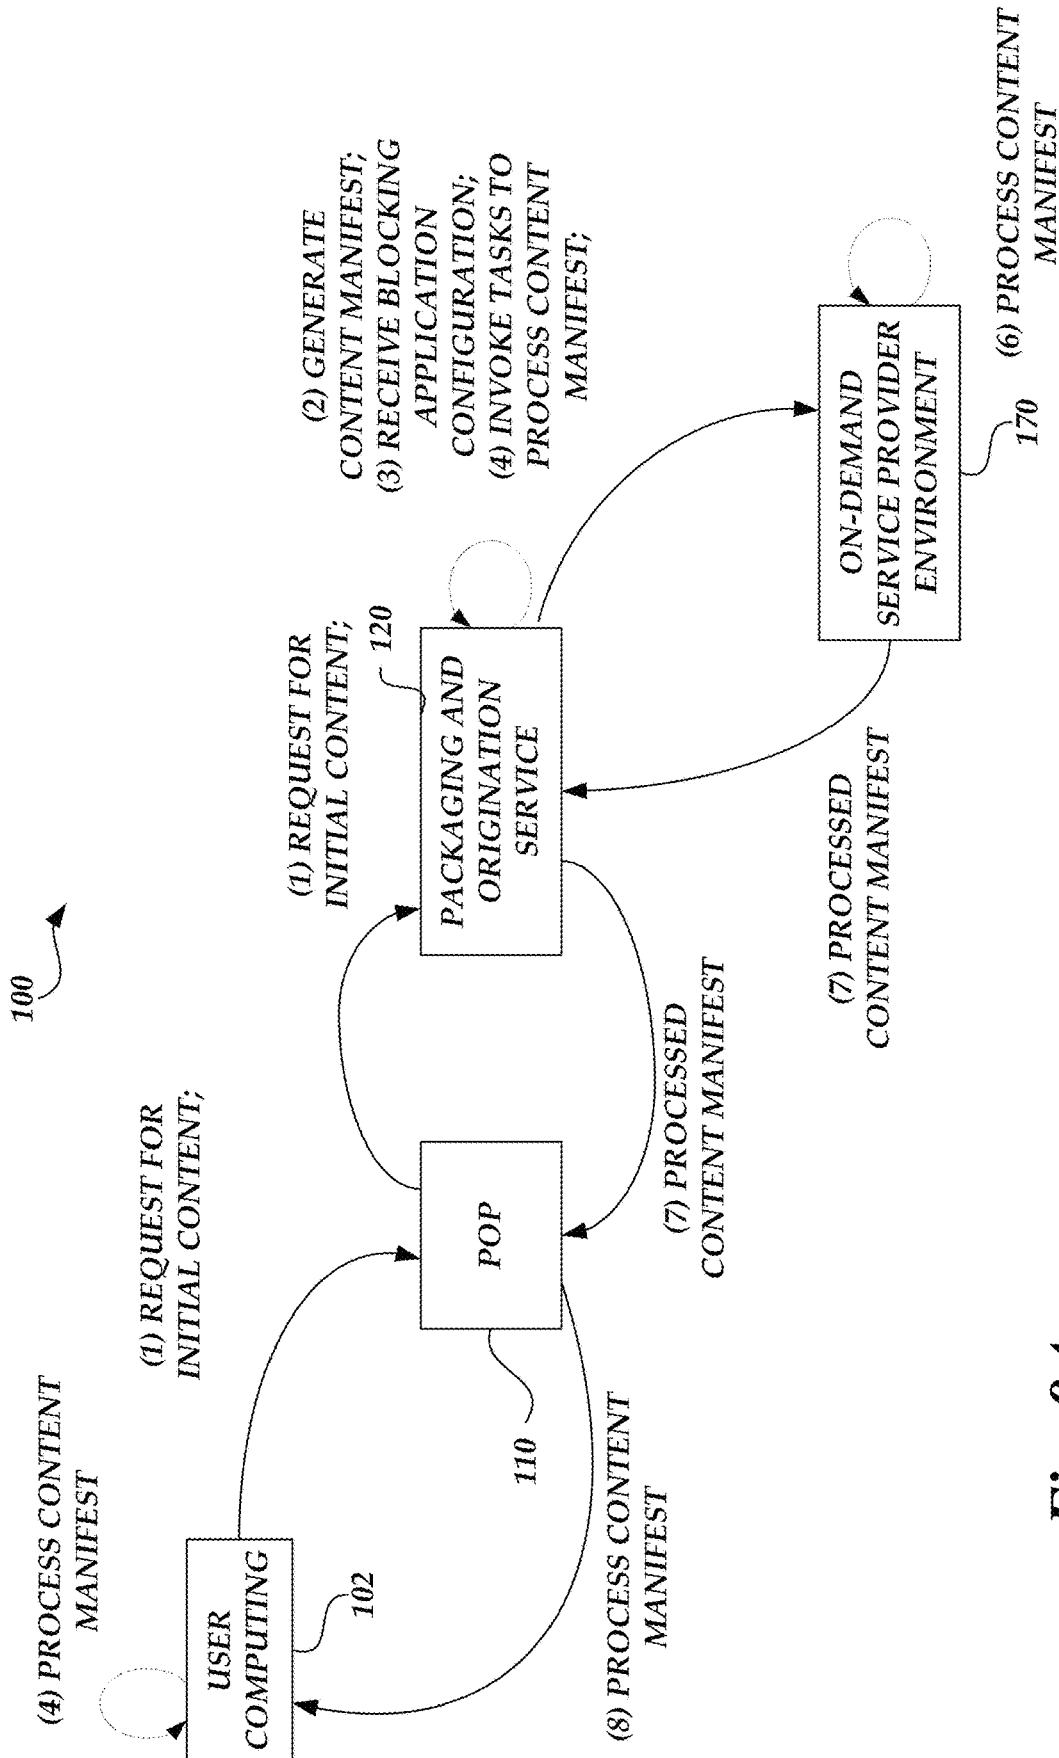 100
(4) PROCESS CONTENT
MANIFEST
(1) REQUEST FOR
INITIAL CONTENT;
(1) REQUEST FOR
INITIAL CONTENT;
(2) GENERATE
CONTENT MANIFEST;
(3) RECEIVE BLOCKING
APPLICATION
CONFIGURATION;
(4) INVOKE TASKS TO
PROCESS CONTENT
MANIFEST;
USER
COMPUTING
102
POP
110
PACKAGING AND
ORIGINATION
SERVICE
120
(8) PROCESS CONTENT
MANIFEST
(7) PROCESSED
CONTENT MANIFEST
(7) PROCESSED
CONTENT MANIFEST
ON-DEMAND
SERVICE PROVIDER
ENVIRONMENT
170
(6) PROCESS CONTENT
MANIFEST